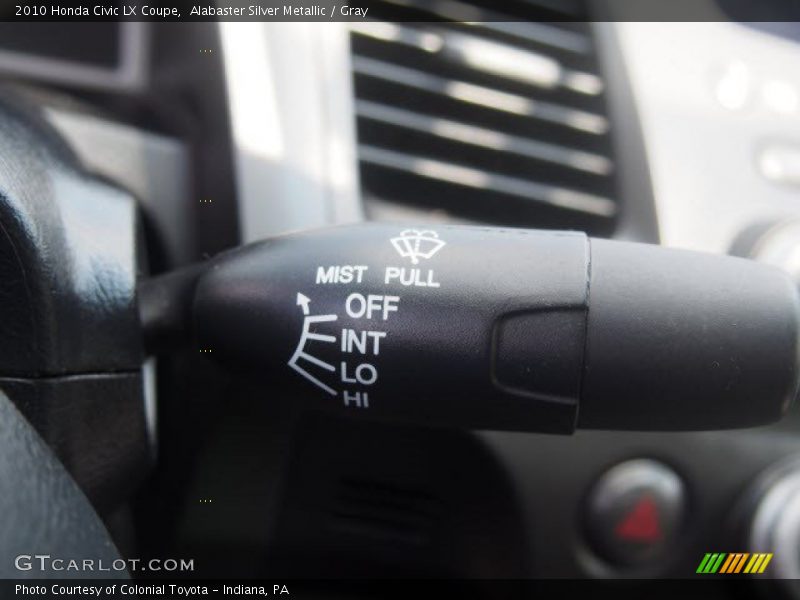 2010 Honda Civic LX Coupe,  Alabaster Silver Metallic / Gray
MIST PULL
OFF
INT
LO
HI
GTCARLOT.COM
Photo Courtesy of Colonial Toyota - Indiana, PA